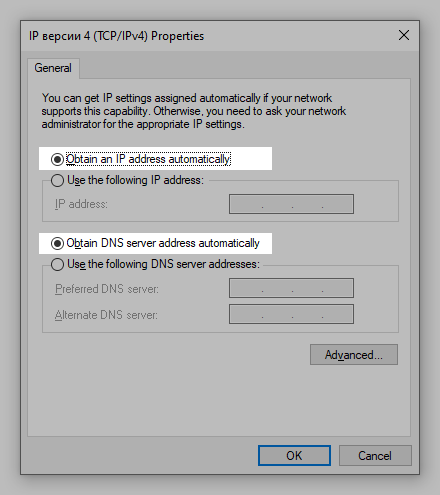 IP версии 4 (TCP/IPv4) Properties
General
You can get IP settings assigned automatically if your network
supports this capability. Otherwise, you need to ask your network
administrator for the appropriate IP settings.
Obtain an IP address automatically
Use the following IP address:
IP address:
. . .
Obtain DNS server address automatically
Use the following DNS server addresses:
Preferred DNS server:
. . .
Alternate DNS server:
. . .
Advanced...
OK
Cancel